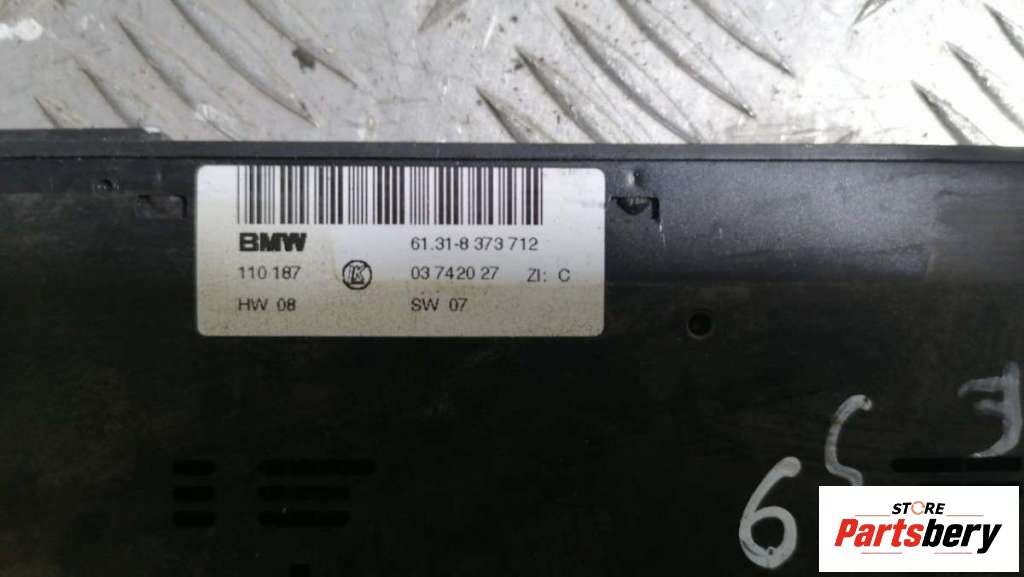 BMW 61.31-8 373 712
110 187 K 03 742 0 27 ZI: C
HW 08 SW 07
E 53
STORE
Partsbery